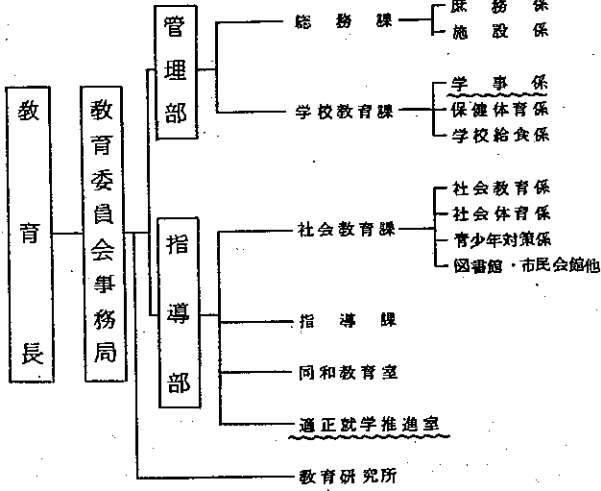 教育長
教育委員会事務局
管理部
総務課
庶務係
施設係
学校教育課
学事係
保健体育係
学校給食係
指導部
社会教育課
社会教育係
社会体育係
青少年対策係
図書館・市民会館他
指導課
同和教育室
適正就学推進室
教育研究所